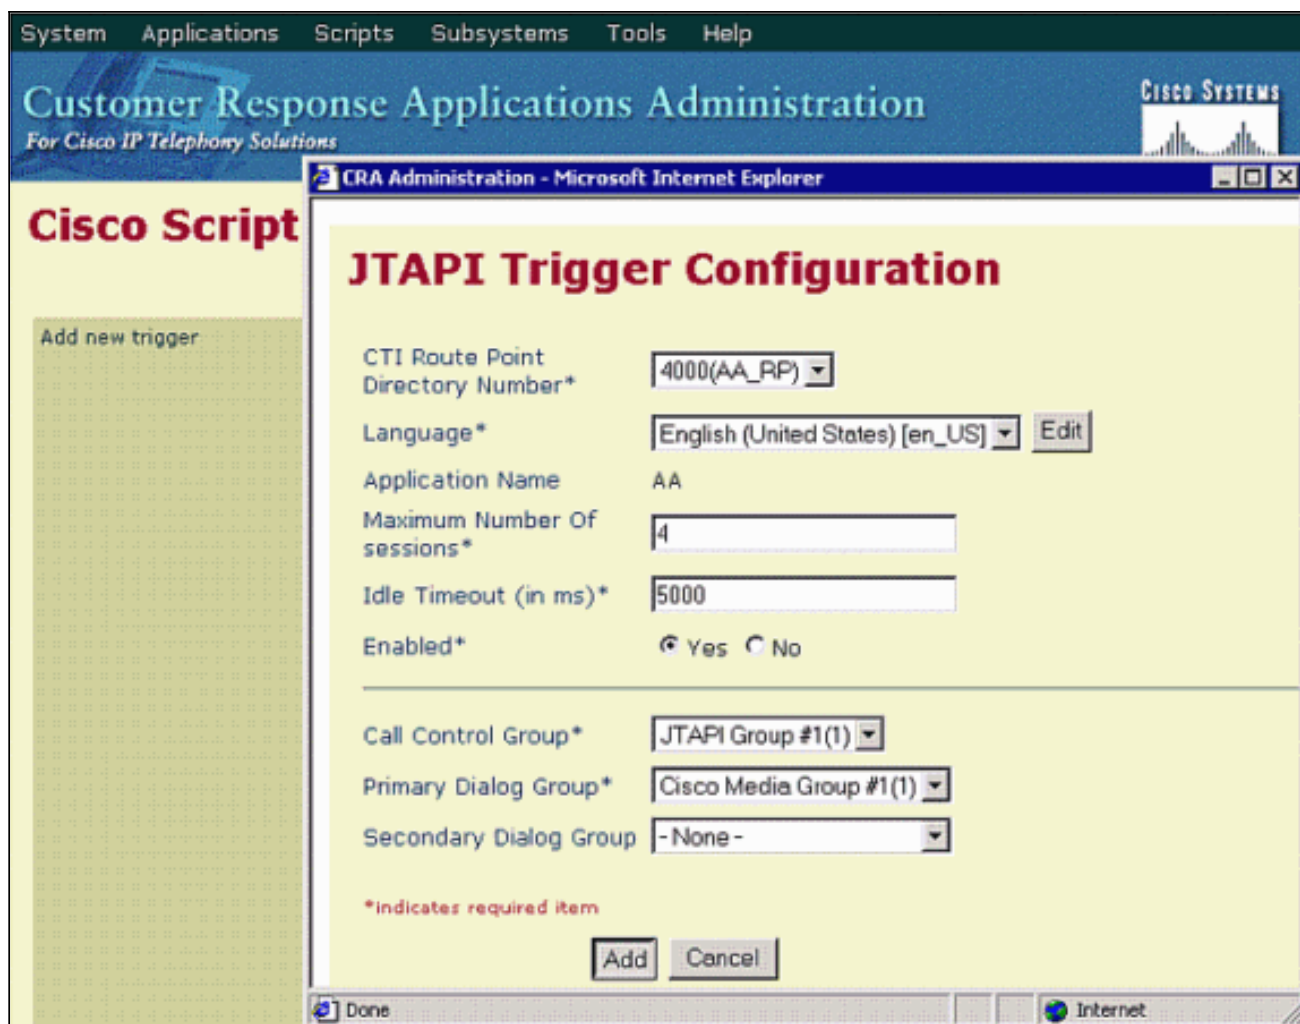 System Applications Scripts Subsystems Tools Help
Customer Response Applications Administration
For Cisco IP Telephony Solutions
CISCO SYSTEMS
CRA Administration - Microsoft Internet Explorer
Cisco Script
Add new trigger
JTAPI Trigger Configuration
CTI Route Point
Directory Number*
4000(AA_RP)
Language*
English (United States) [en_US]
Edit
Application Name
AA
Maximum Number Of
sessions*
4
Idle Timeout (in ms)*
5000
Enabled*
Yes No
Call Control Group*
JTAPI Group #1(1)
Primary Dialog Group*
Cisco Media Group #1(1)
Secondary Dialog Group
- None -
*indicates required item
Add Cancel
Done
Internet